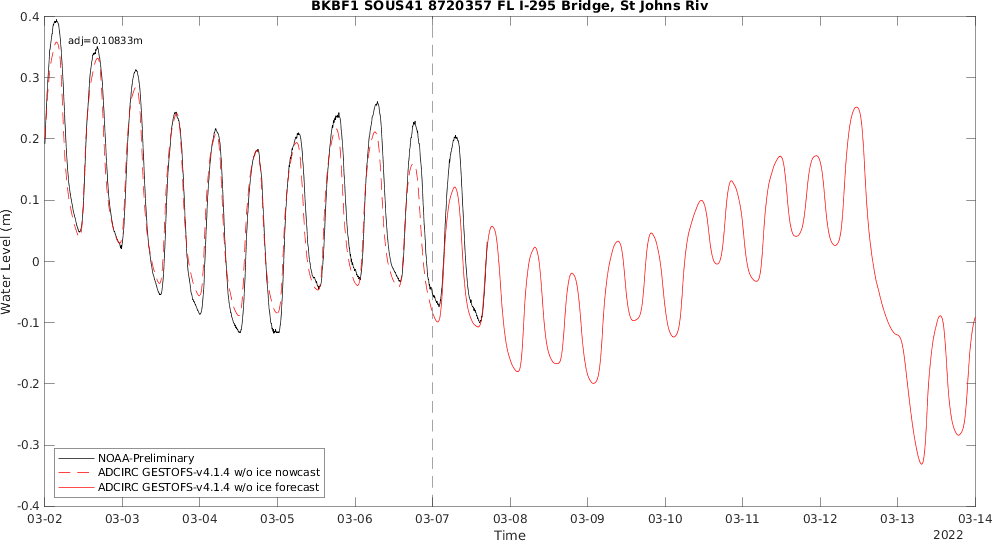 BKBF1 SOUS41 8720357 FL I-295 Bridge, St Johns Riv
adj=0.10833m
0.4
0.3
0.2
0.1
0
-0.1
-0.2
-0.3
-0.4
Water Level (m)
NOAA-Preliminary
ADCIRC GESTOFS-v4.1.4 w/o ice nowcast
ADCIRC GESTOFS-v4.1.4 w/o ice forecast
03-02 03-03 03-04 03-05 03-06 03-07 03-08 03-09 03-10 03-11 03-12 03-13 03-14
Time
2022